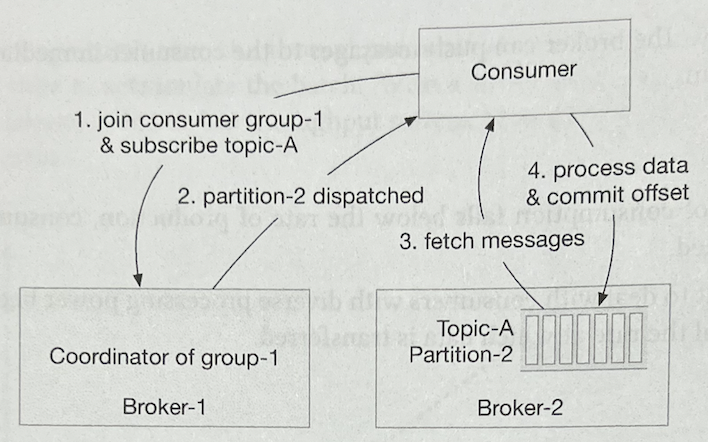 Consumer
1. join consumer group-1
& subscribe topic-A
2. partition-2 dispatched
4. process data
& commit offset
3. fetch messages
Coordinator of group-1
Broker-1
Topic-A
Partition-2
Broker-2